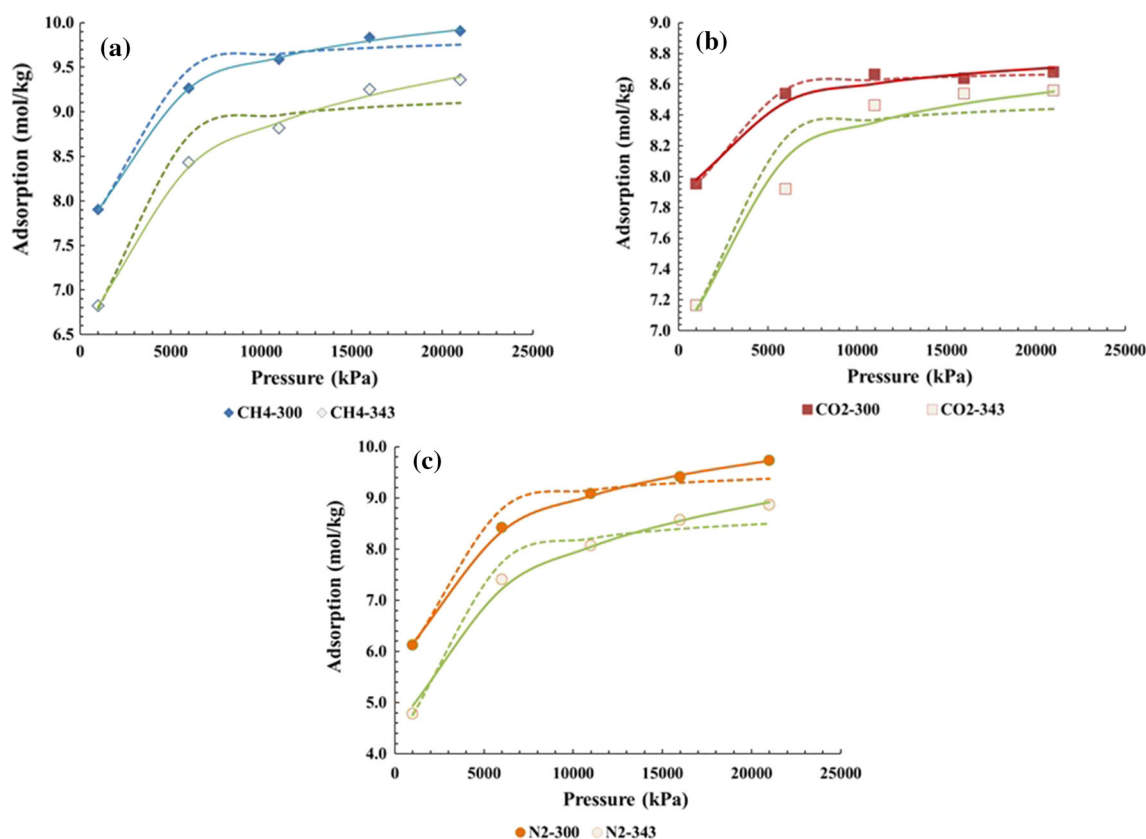 (a)
Adsorption (mol/kg)
10.0
9.5
9.0
8.5
8.0
7.5
7.0
6.5
0 5000 10000 15000 20000 25000
Pressure (kPa)
CH4-300 CH4-343
(b)
Adsorption (mol/kg)
9.0
8.8
8.6
8.4
8.2
8.0
7.8
7.6
7.4
7.2
7.0
0 5000 10000 15000 20000 25000
Pressure (kPa)
CO2-300 CO2-343
(c)
Adsorption (mol/kg)
10.0
9.0
8.0
7.0
6.0
5.0
4.0
0 5000 10000 15000 20000 25000
Pressure (kPa)
N2-300 N2-343